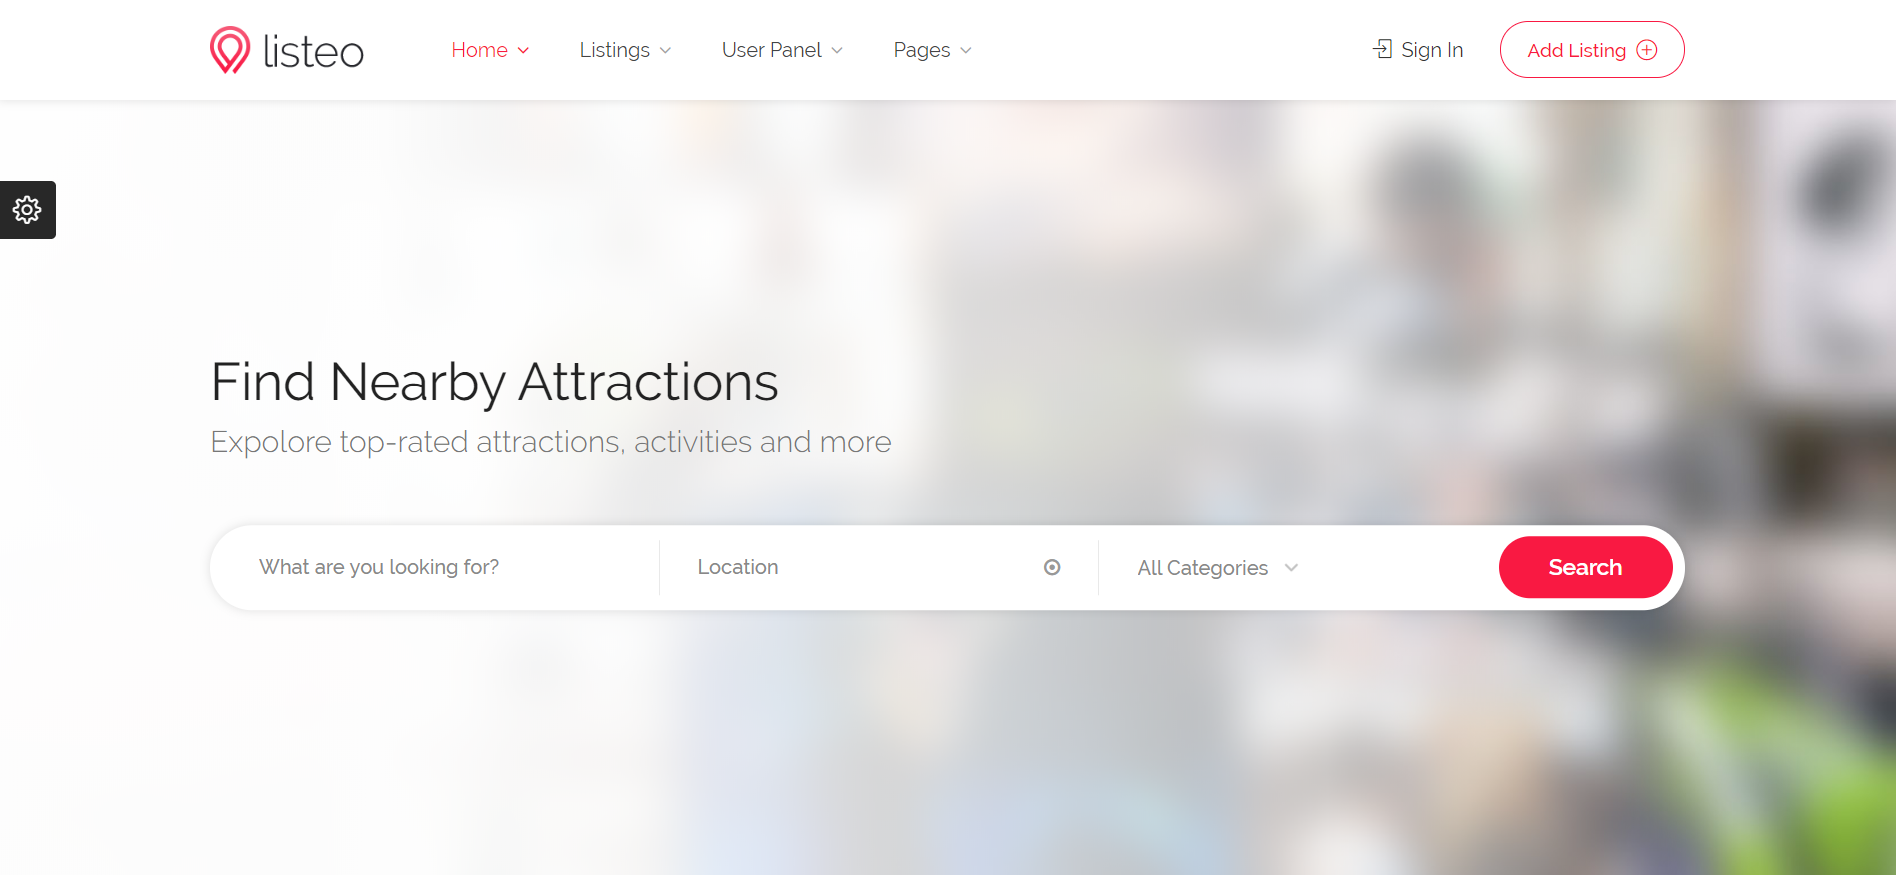 listeo
Home
Listings
User Panel
Pages
Sign In
Add Listing
Find Nearby Attractions
Expolore top-rated attractions, activities and more
What are you looking for?
Location
All Categories
Search